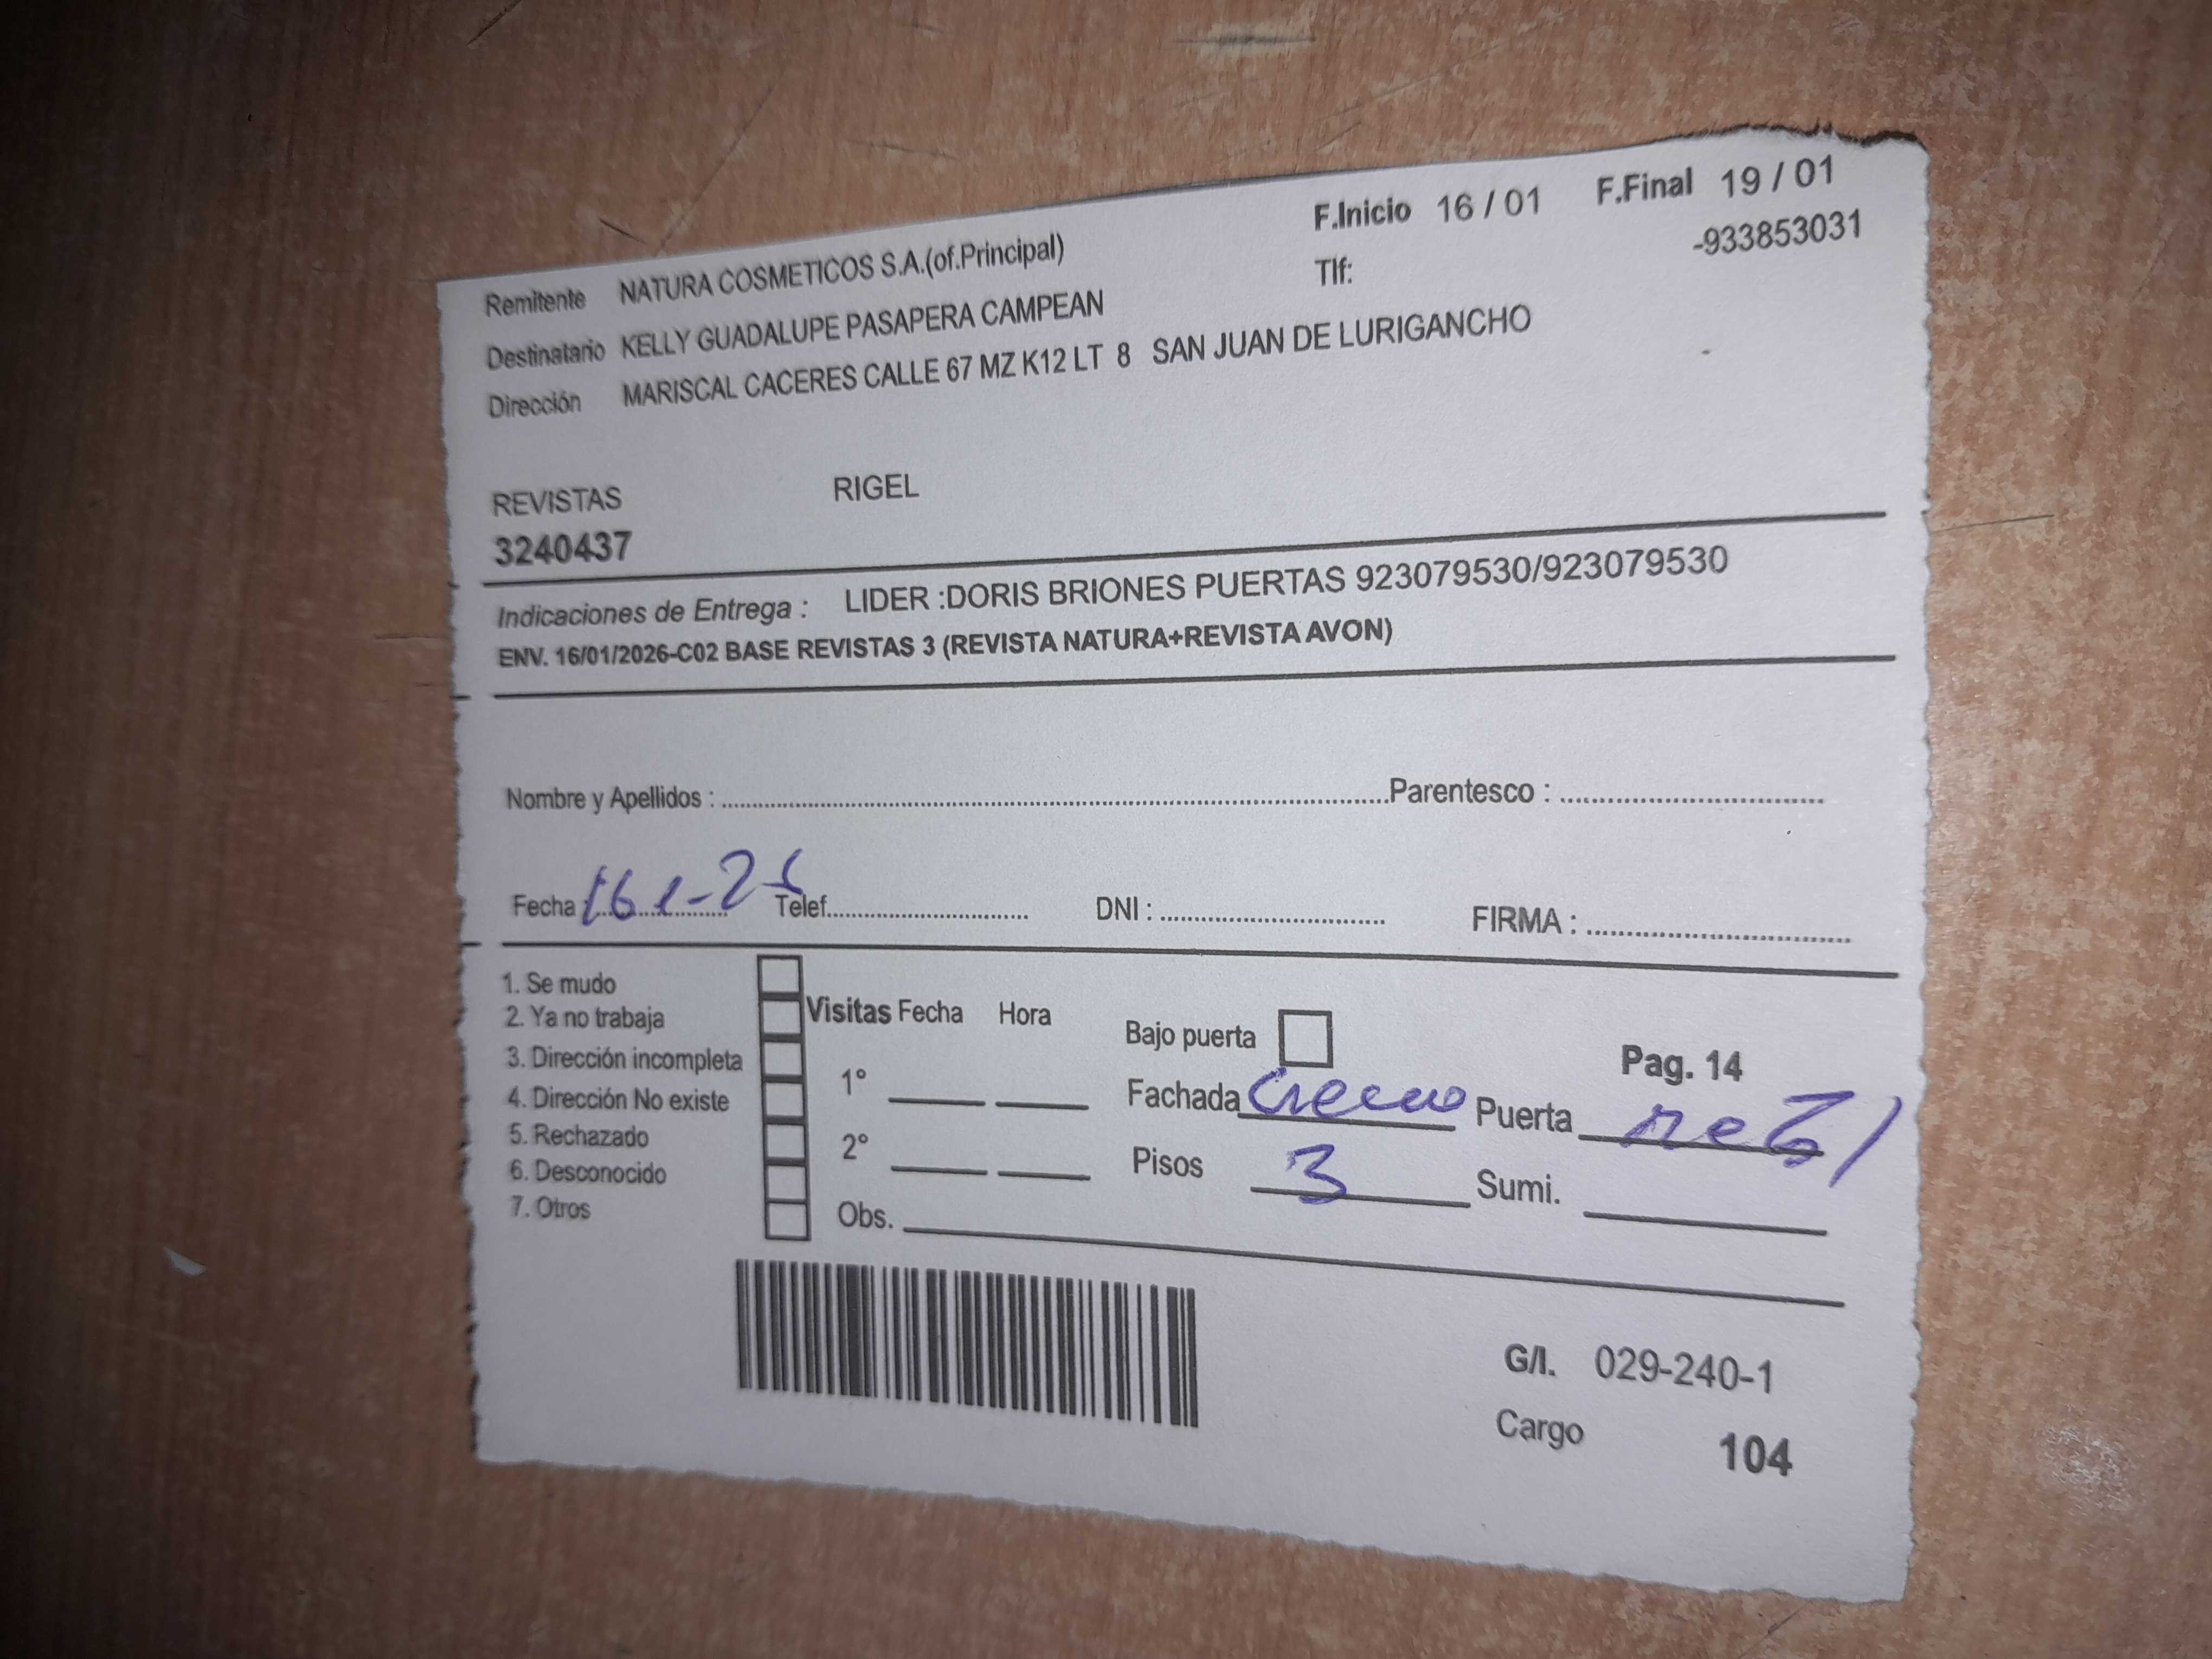 F.Inicio 16 / 01 F.Final 19 / 01
Remitente NATURA COSMETICOS S.A.(of.Principal) Tlf: -933853031
Destinatario KELLY GUADALUPE PASAPERA CAMPEAN
Dirección MARISCAL CACERES CALLE 67 MZ K12 LT 8 SAN JUAN DE LURIGANCHO
REVISTAS RIGEL
3240437
Indicaciones de Entrega : LIDER :DORIS BRIONES PUERTAS 923079530/923079530
ENV. 16/01/2026-C02 BASE REVISTAS 3 (REVISTA NATURA+REVISTA AVON)
Nombre y Apellidos : Parentesco :
Fecha : Telef. DNI : FIRMA :
1. Se mudo
2. Ya no trabaja
3. Dirección incompleta
4. Dirección No existe
5. Rechazado
6. Desconocido
7. Otros
Visitas Fecha Hora
1°
2°
Obs.
Bajo puerta
Fachada Puerta
Pisos 3 Sumi.
Pag. 14
G/I. 029-240-1
Cargo 104